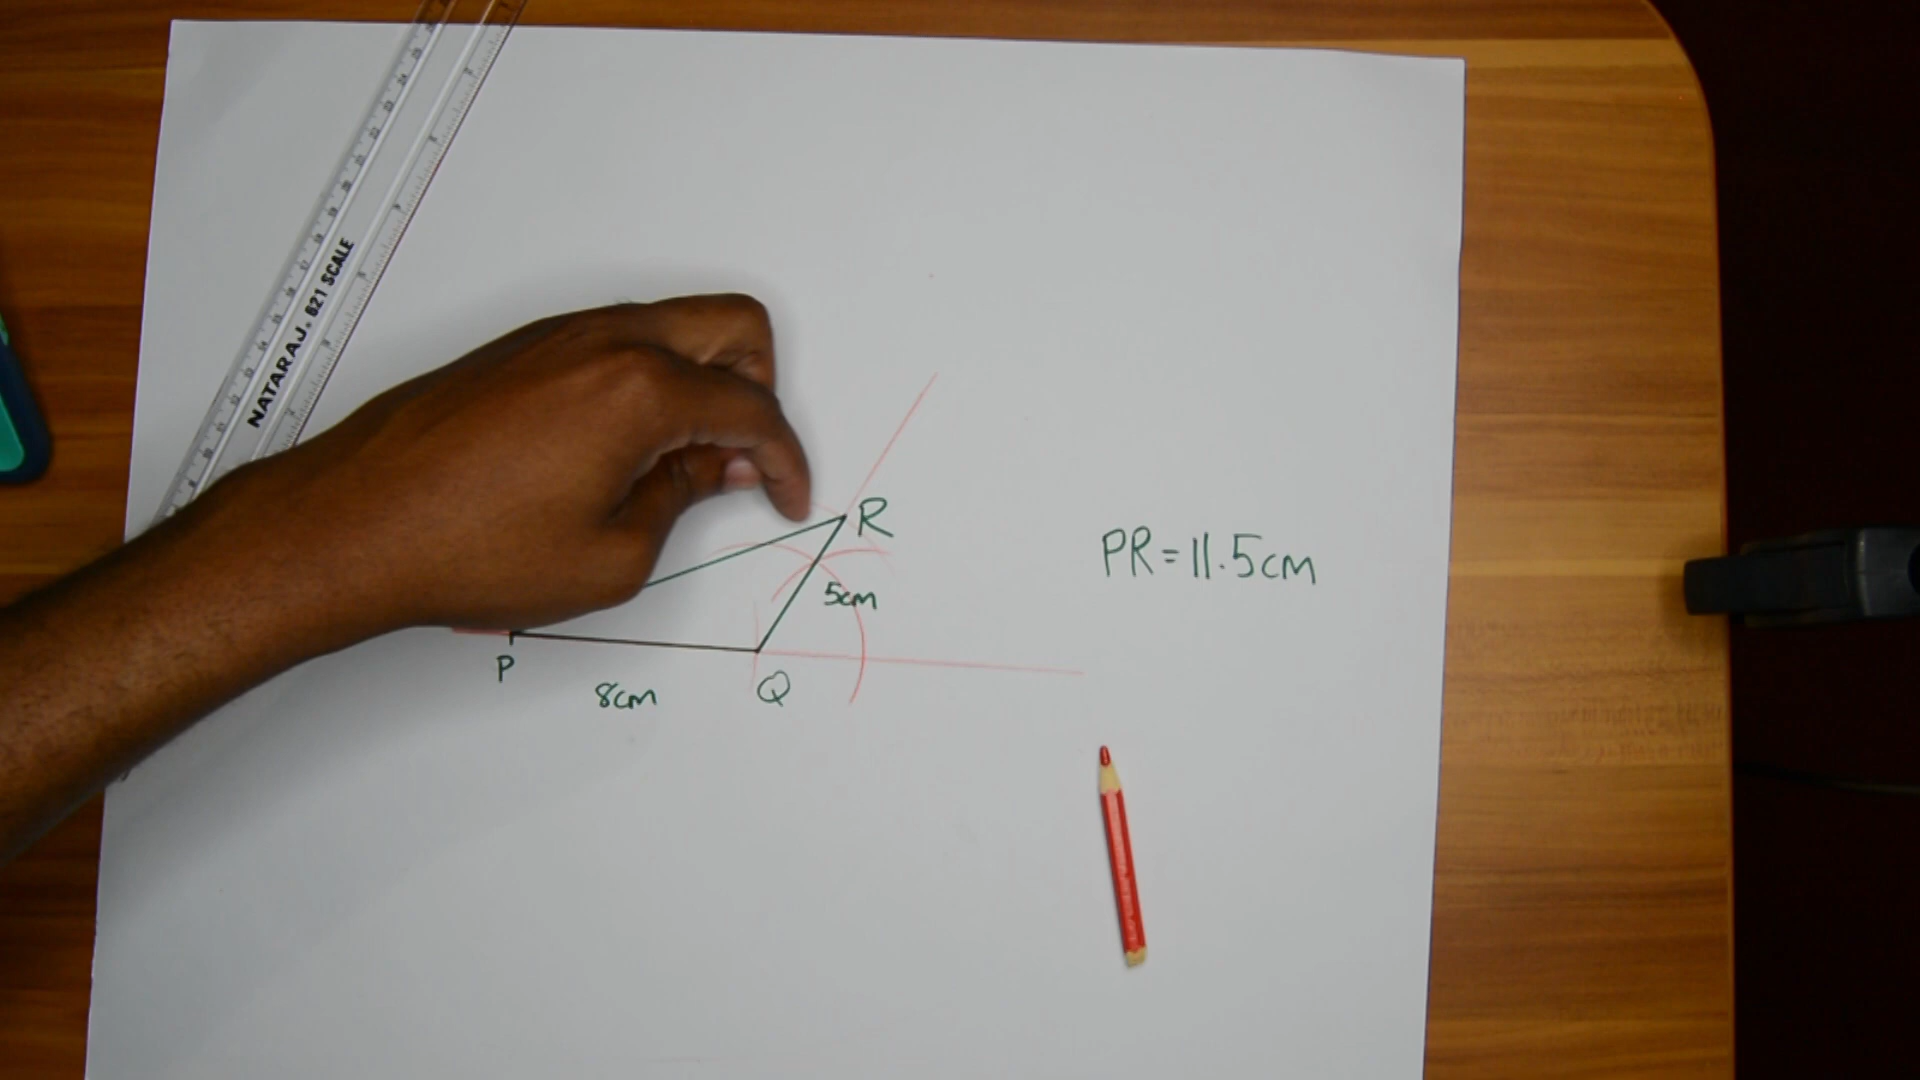 NATARAJ. 621 SCALE
R
PR=11.5cm
5cm
P
Q
8cm